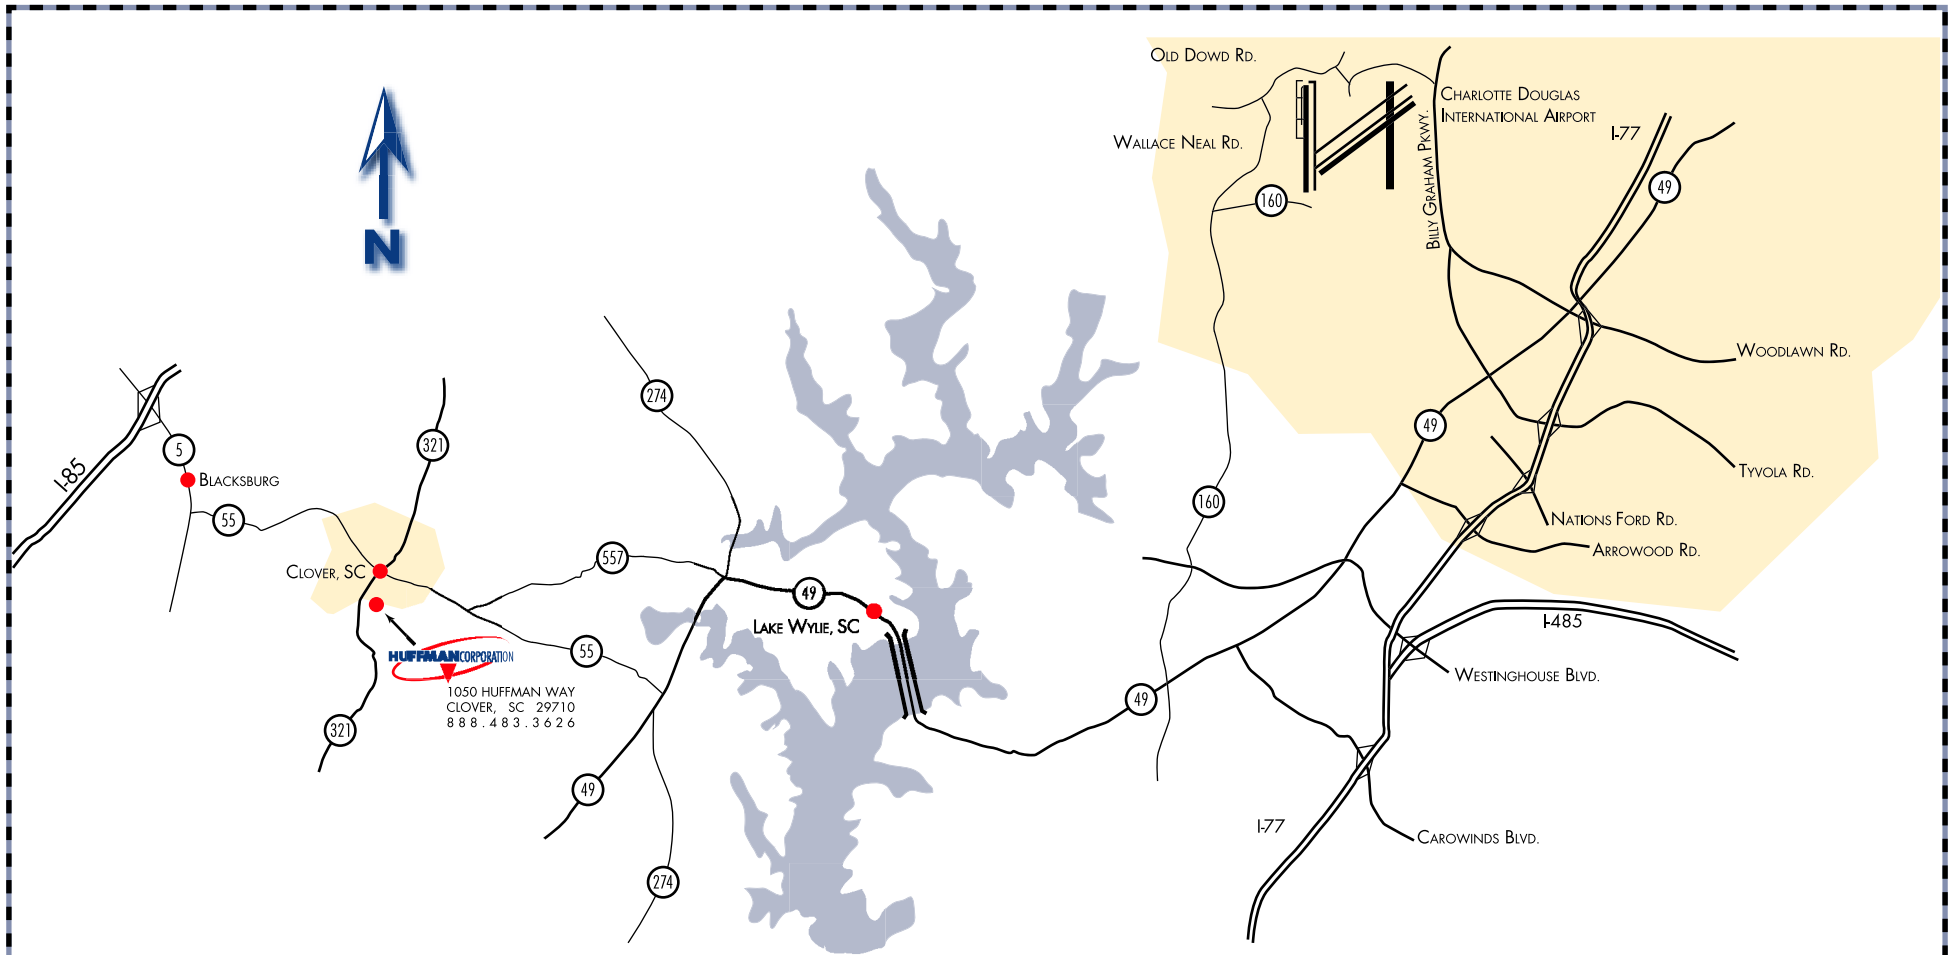 Old Dowd Rd.
Charlotte Douglas
International Airport
Wallace Neal Rd.
Billy Graham Pkwy.
I-77
49
160
N
Woodlawn Rd.
274
49
321
5
I-85
Blacksburg
Tyvola Rd.
160
55
Nations Ford Rd.
Arrowood Rd.
557
Clover, SC
49
Lake Wylie, SC
I-485
HUFFMAN CORPORATION
55
Westinghouse Blvd.
1050 HUFFMAN WAY
CLOVER, SC 29710
888.483.3626
49
321
49
I-77
Carowinds Blvd.
274